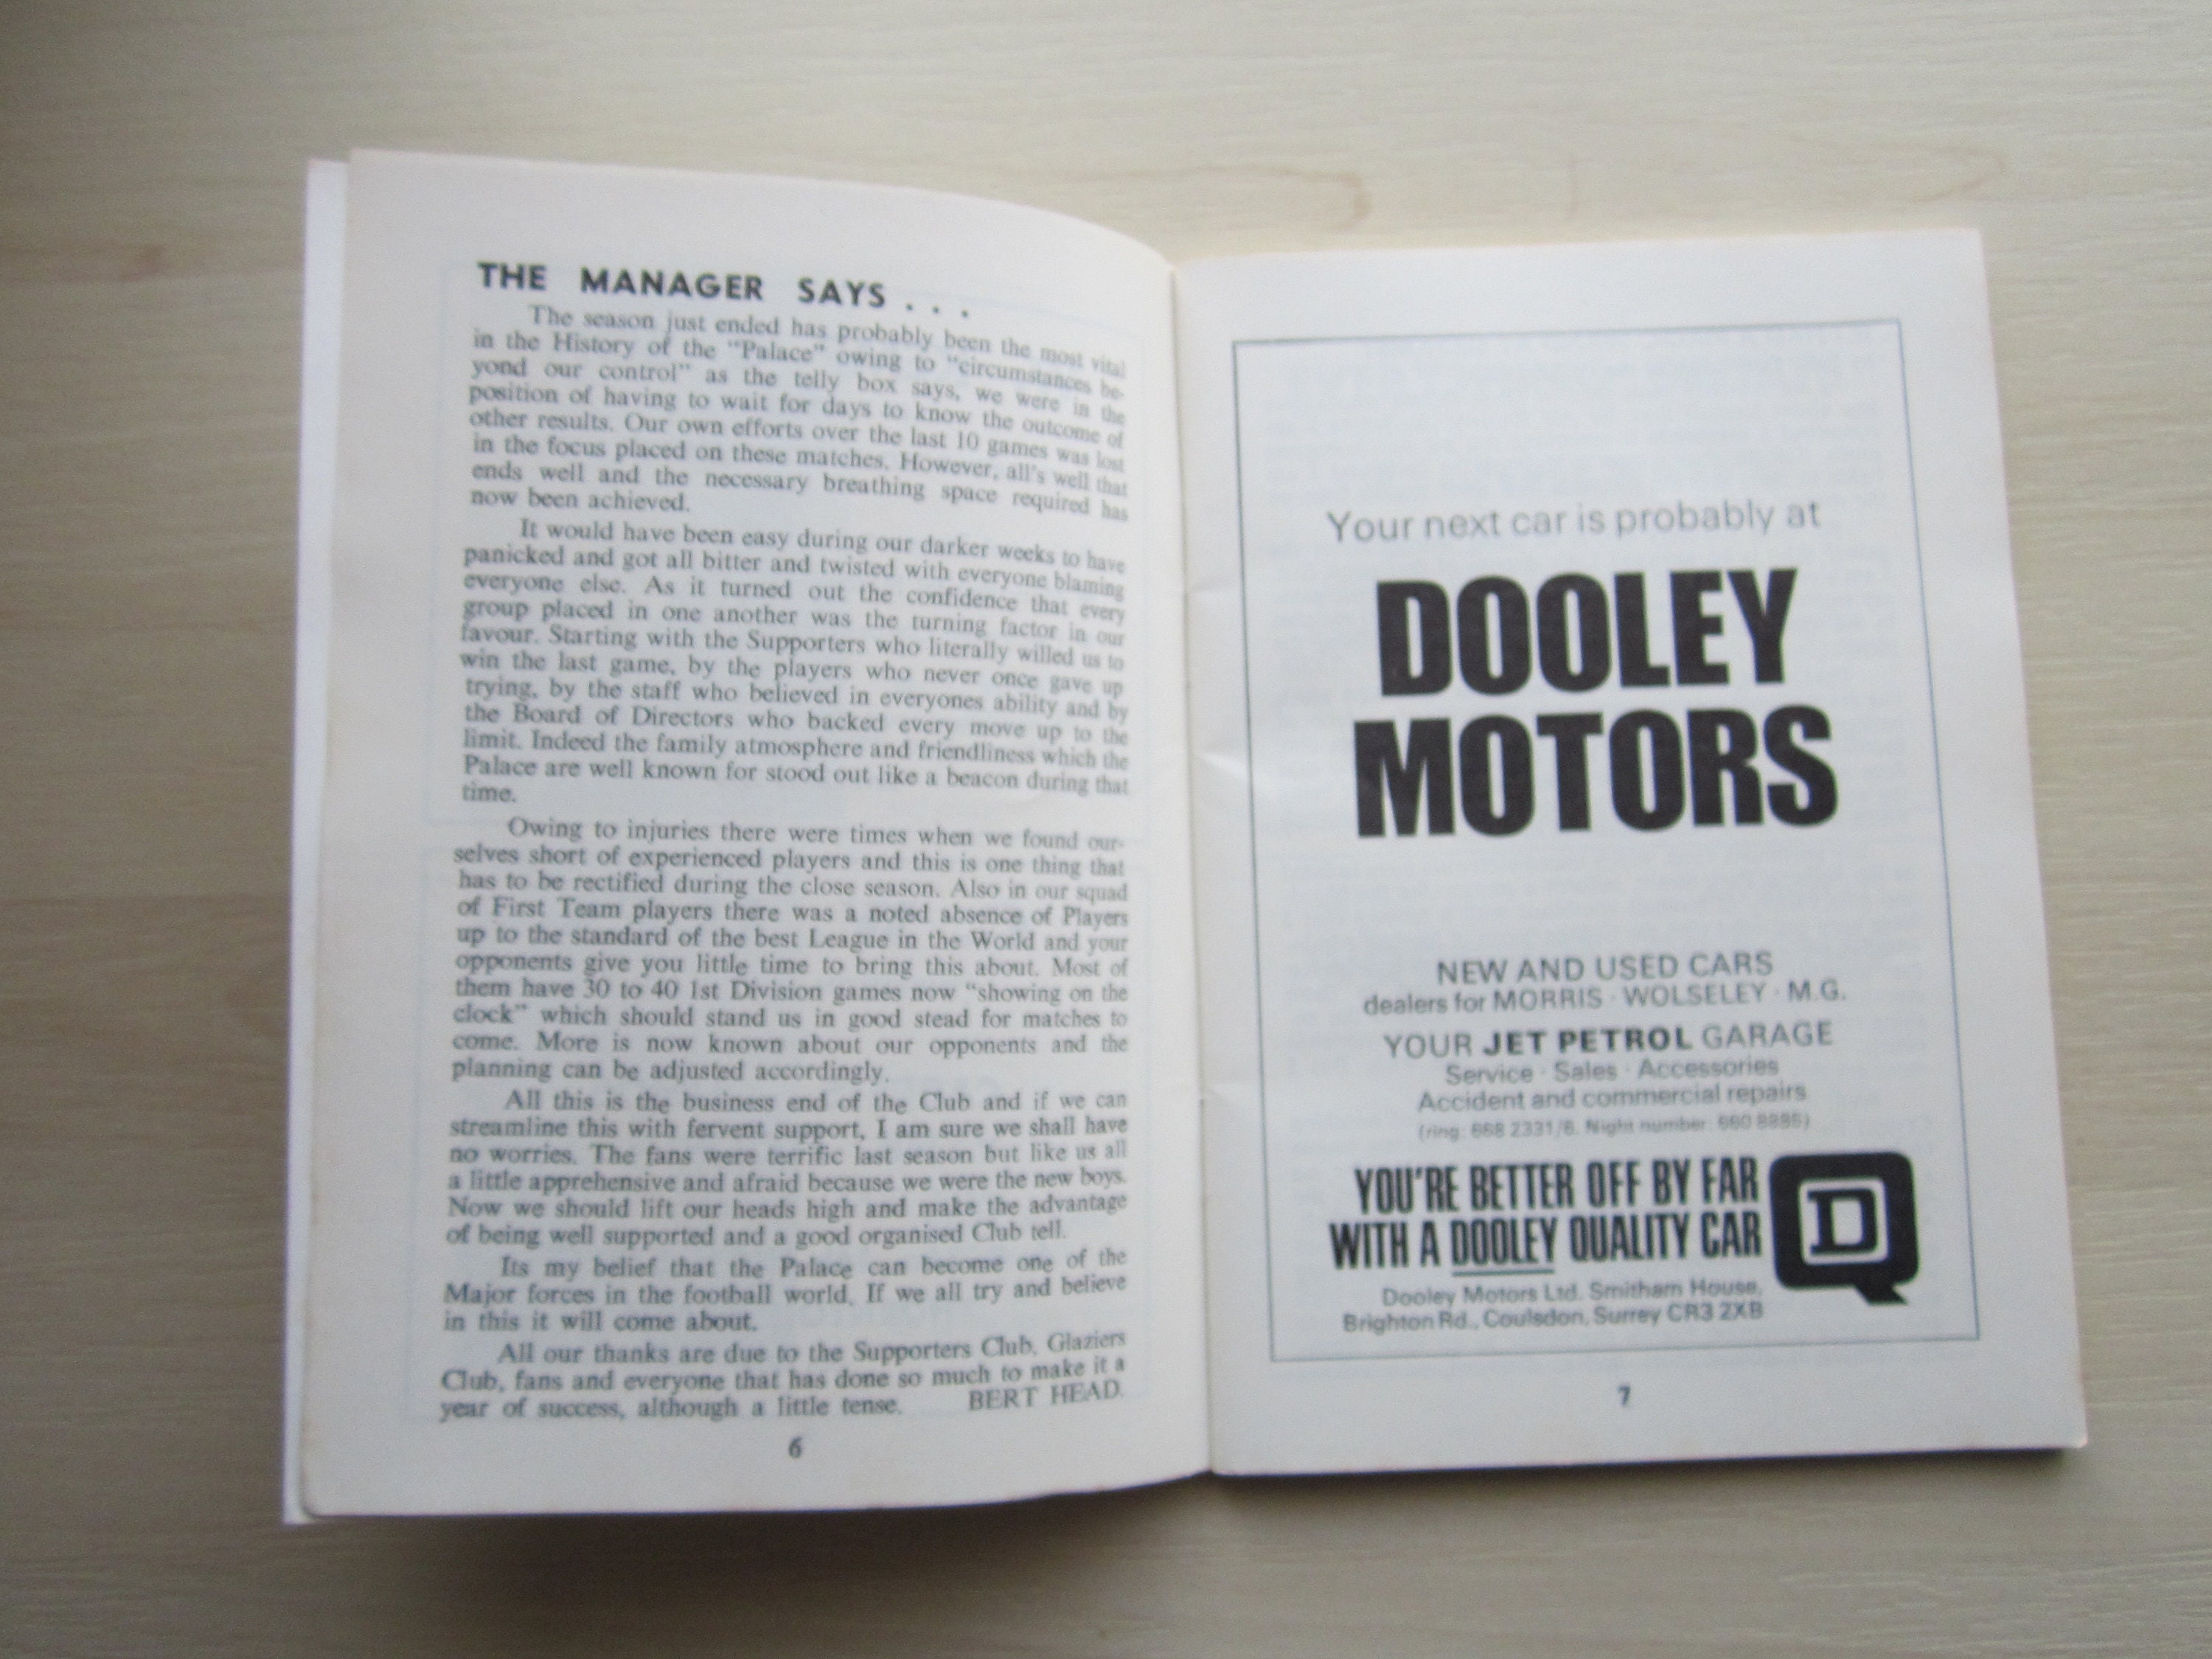 THE MANAGER SAYS . . .
The season just ended has probably been the most vital
in the History of the "Palace" owing to "circumstances be-
yond our control" as the telly box says, we were in the
position of having to wait for days to know the outcome of
other results. Our own efforts over the last 10 games was lost
in the focus placed on these matches. However, all's well that
ends well and the necessary breathing space required has
now been achieved.
It would have been easy during our darker weeks to have
panicked and got all bitter and twisted with everyone blaming
everyone else. As it turned out the confidence that every
group placed in one another was the turning factor in our
favour. Starting with the Supporters who literally willed us to
win the last game, by the players who never once gave up
trying, by the staff who believed in everyones ability and by
the Board of Directors who backed every move up to the
limit. Indeed the family atmosphere and friendliness which the
Palace are well known for stood out like a beacon during that
time.
Owing to injuries there were times when we found our-
selves short of experienced players and this is one thing that
has to be rectified during the close season. Also in our squad
of First Team players there was a noted absence of Players
up to the standard of the best League in the World and your
opponents give you little time to bring this about. Most of
them have 30 to 40 1st Division games now "showing on the
clock" which should stand us in good stead for matches to
come. More is now known about our opponents and the
planning can be adjusted accordingly.
All this is the business end of the Club and if we can
streamline this with fervent support, I am sure we shall have
no worries. The fans were terrific last season but like us all
a little apprehensive and afraid because we were the new boys.
Now we should lift our heads high and make the advantage
of being well supported and a good organised Club tell.
Its my belief that the Palace can become one of the
Major forces in the football world. If we all try and believe
in this it will come about.
All our thanks are due to the Supporters Club, Glaziers
Club, fans and everyone that has done so much to make it a
year of success, although a little tense. BERT HEAD.
6
Your next car is probably at
DOOLEY
MOTORS
NEW AND USED CARS
dealers for MORRIS · WOLSELEY · M.G.
YOUR JET PETROL GARAGE
Service · Sales · Accessories
Accident and commercial repairs
(ring: 668 2331/6. Night number: 660 8885)
YOU'RE BETTER OFF BY FAR
WITH A DOOLEY QUALITY CAR
D
Dooley Motors Ltd. Smitham House,
Brighton Rd., Coulsdon, Surrey CR3 2XB
7